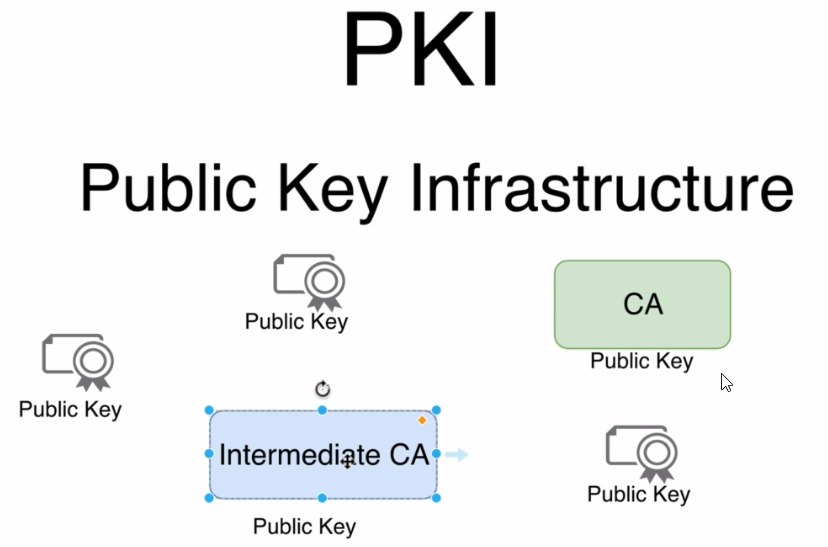 PKI
Public Key Infrastructure
Public Key
CA
Public Key
Public Key
Intermediate CA
Public Key
Public Key